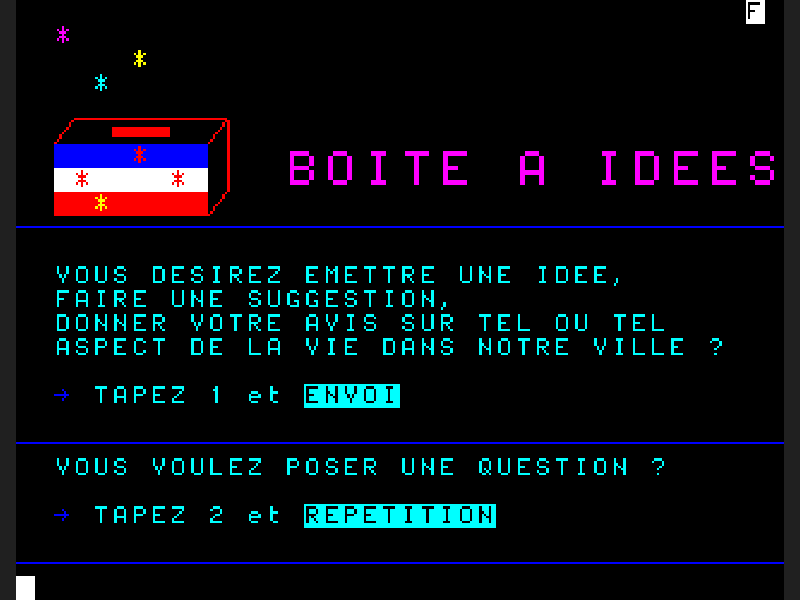 F
BOITE A IDEES
VOUS DESIREZ EMETTRE UNE IDEE,
FAIRE UNE SUGGESTION,
DONNER VOTRE AVIS SUR TEL OU TEL
ASPECT DE LA VIE DANS NOTRE VILLE ?
→ TAPEZ 1 et ENVOI
VOUS VOULEZ POSER UNE QUESTION ?
→ TAPEZ 2 et REPETITION